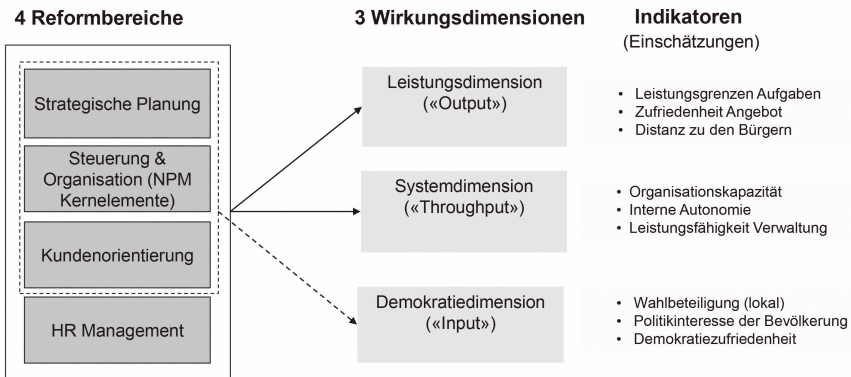 4 Reformbereiche
Strategische Planung
Steuerung &
Organisation (NPM
Kernelemente)
Kundenorientierung
HR Management
3 Wirkungsdimensionen
Leistungsdimension
(«Output»)
Systemdimension
(«Throughput»)
Demokratiedimension
(«Input»)
Indikatoren
(Einschätzungen)
• Leistungsgrenzen Aufgaben
• Zufriedenheit Angebot
• Distanz zu den Bürgern
• Organisationskapazität
• Interne Autonomie
• Leistungsfähigkeit Verwaltung
• Wahlbeteiligung (lokal)
• Politikinteresse der Bevölkerung
• Demokratiezufriedenheit